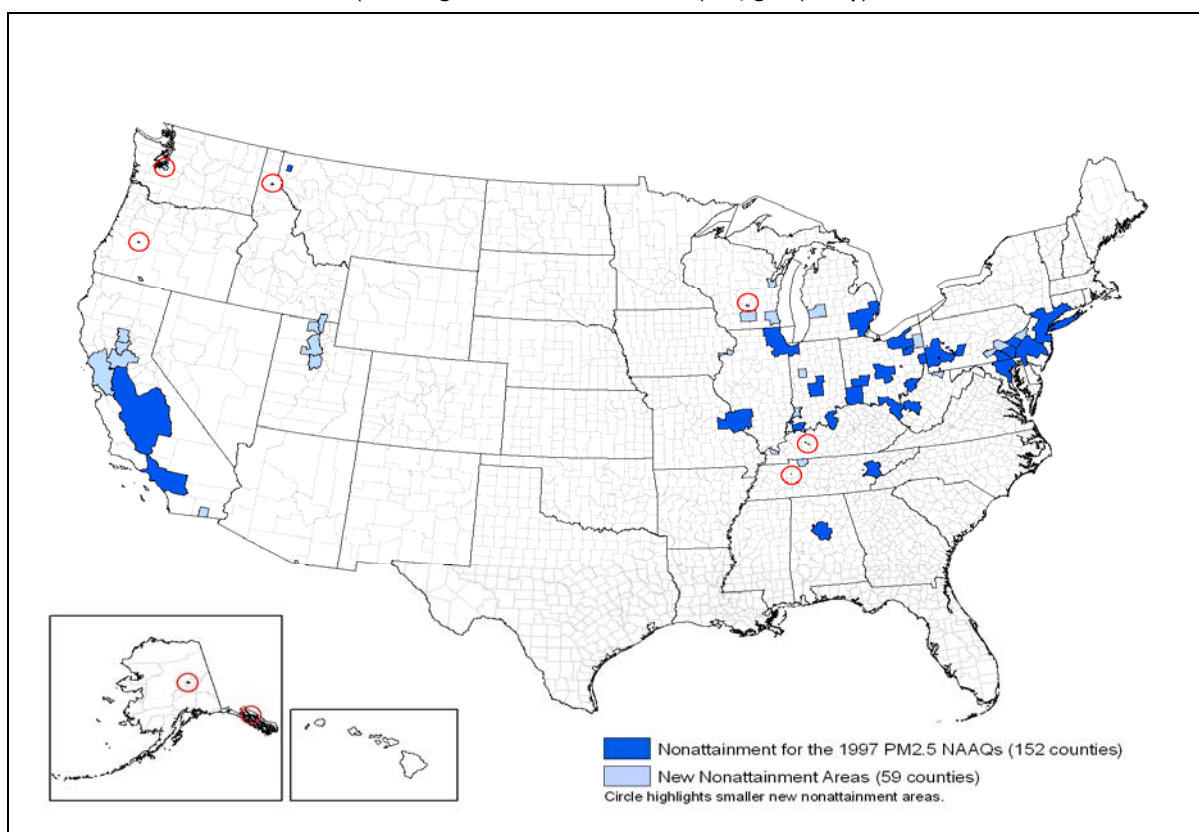 Nonattainment for the 1997 PM2.5 NAAQs (152 counties)
New Nonattainment Areas (59 counties)
Circle highlights smaller new nonattainment areas.